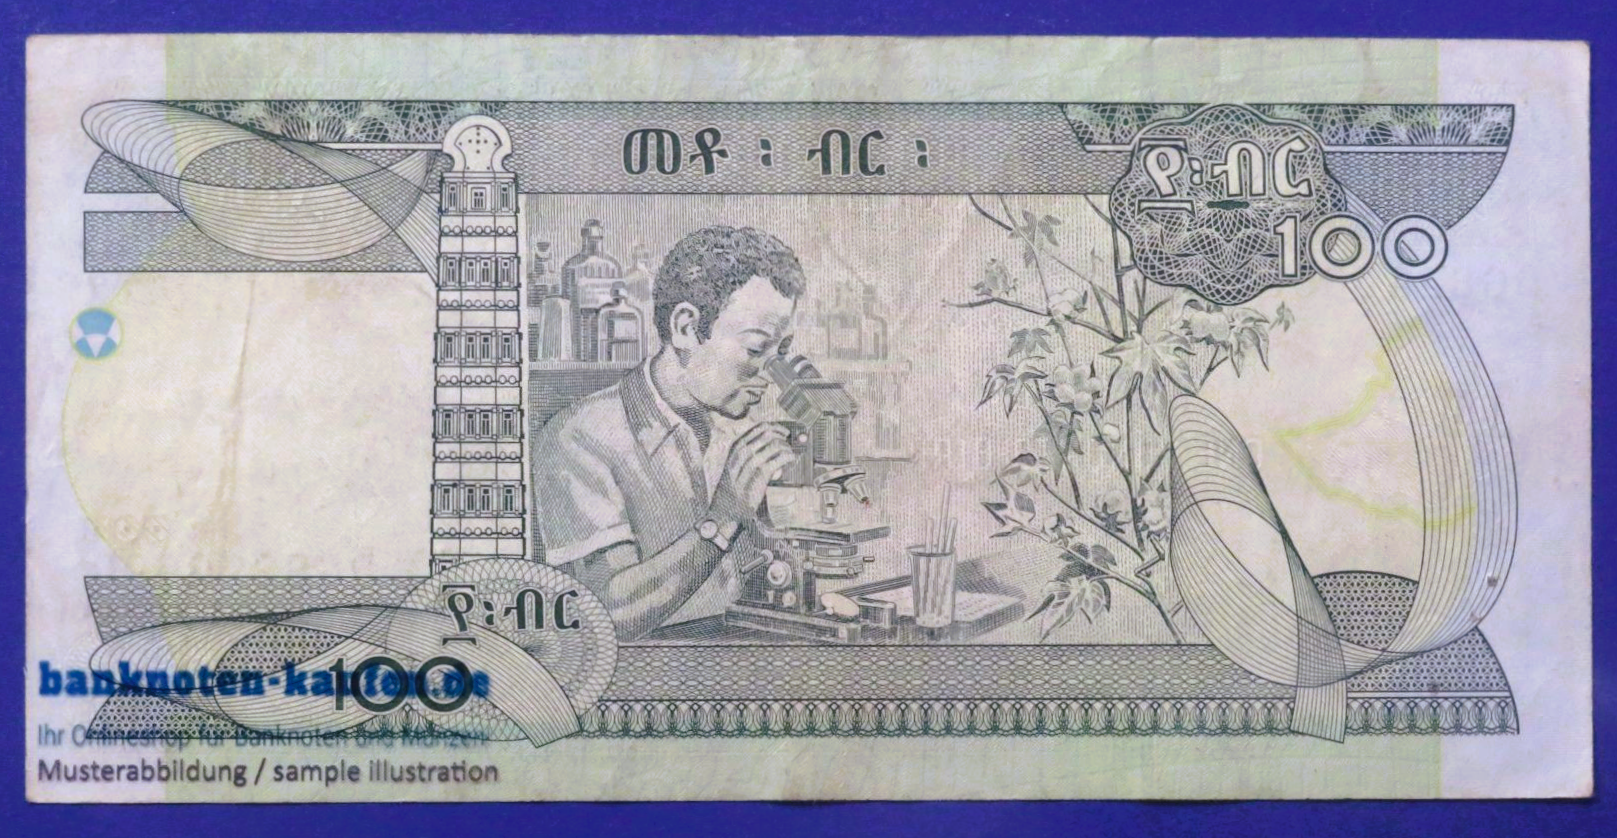 መቶ ፡ ብር ፡
፻፡ብር
100
፻፡ብር
100
banknoten-kaufen.de
Ihr Onlineshop für Banknoten und Münzen
Musterabbildung / sample illustration